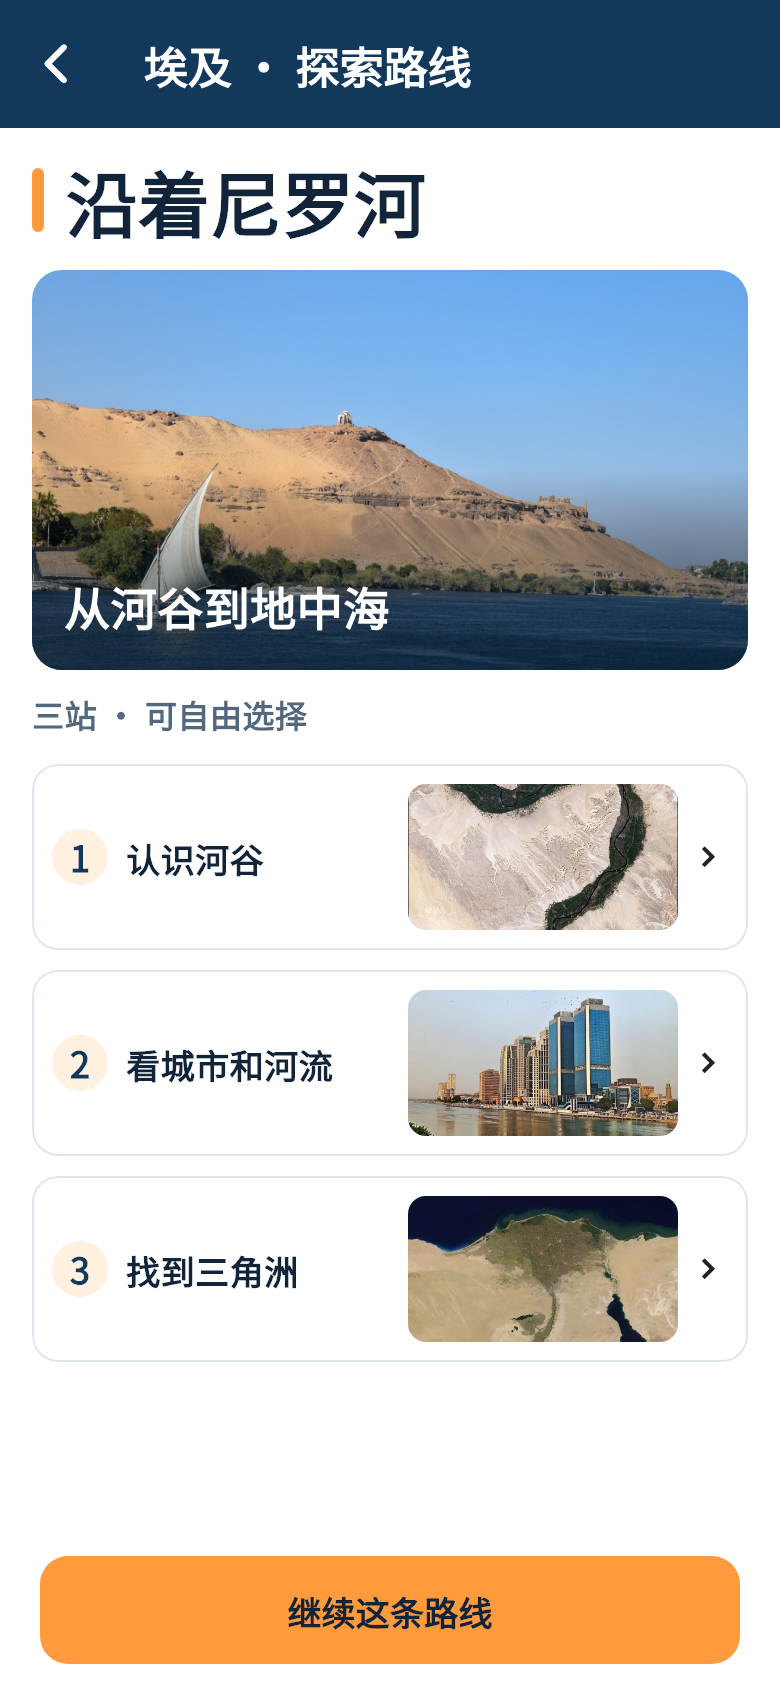 埃及 · 探索路线
沿着尼罗河
从河谷到地中海
三站 · 可自由选择
1 认识河谷
2 看城市和河流
3 找到三角洲
继续这条路线